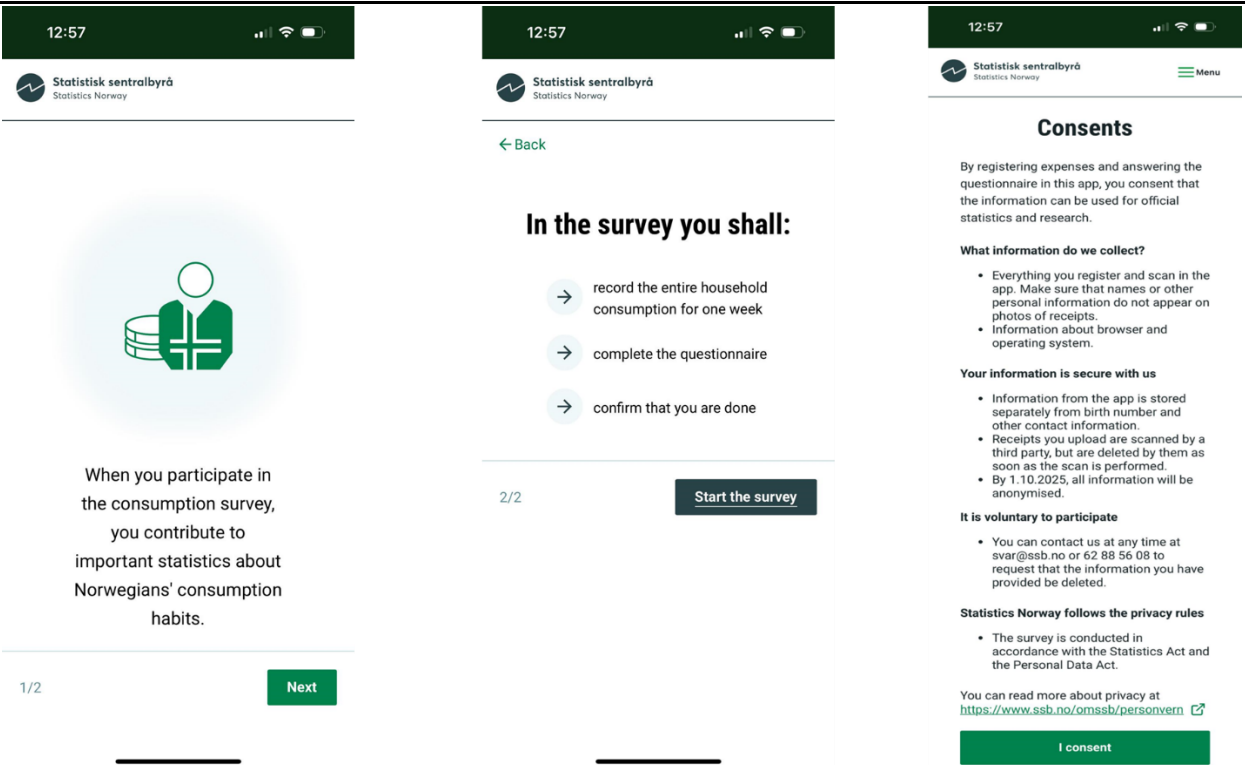 12:57
Statistisk sentralbyrå
Statistics Norway
When you participate in
the consumption survey,
you contribute to
important statistics about
Norwegians' consumption
habits.
1/2
Next
12:57
Statistisk sentralbyrå
Statistics Norway
Back
In the survey you shall:
record the entire household
consumption for one week
complete the questionnaire
confirm that you are done
2/2
Start the survey
12:57
Statistisk sentralbyrå
Statistics Norway
Menu
Consents
By registering expenses and answering the
questionnaire in this app, you consent that
the information can be used for official
statistics and research.
What information do we collect?
• Everything you register and scan in the
app. Make sure that names or other
personal information do not appear on
photos of receipts.
• Information about browser and
operating system.
Your information is secure with us
• Information from the app is stored
separately from birth number and
other contact information.
• Receipts you upload are scanned by a
third party, but are deleted by them as
soon as the scan is performed.
• By 1.10.2025, all information will be
anonymised.
It is voluntary to participate
• You can contact us at any time at
svar@ssb.no or 62 88 56 08 to
request that the information you have
provided be deleted.
Statistics Norway follows the privacy rules
• The survey is conducted in
accordance with the Statistics Act and
the Personal Data Act.
You can read more about privacy at
https://www.ssb.no/omssb/personvern
I consent